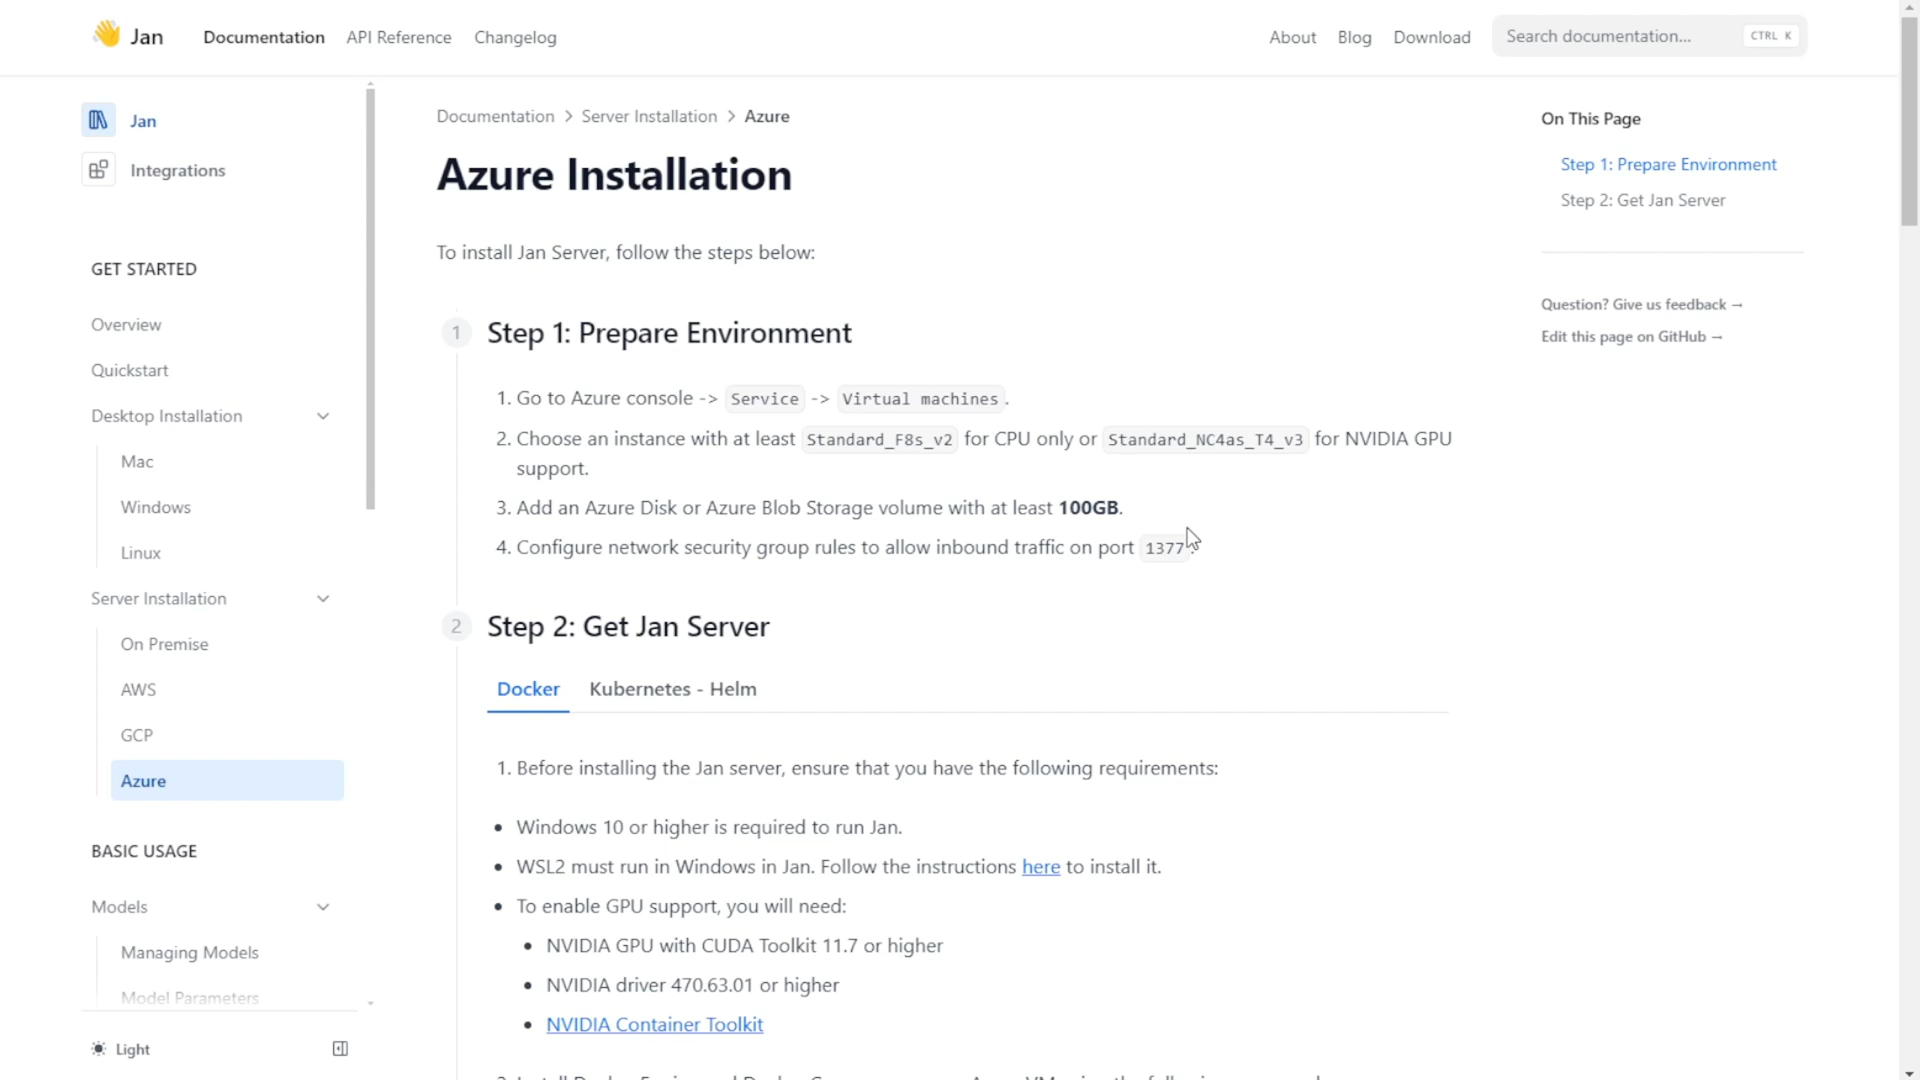 👋 Jan
Documentation
API Reference
Changelog
About
Blog
Download
Search documentation...
CTRL K
Jan
Integrations
GET STARTED
Overview
Quickstart
Desktop Installation
Mac
Windows
Linux
Server Installation
On Premise
AWS
GCP
Azure
BASIC USAGE
Models
Managing Models
Model Parameters
Light
Documentation > Server Installation > Azure
Azure Installation
To install Jan Server, follow the steps below:
1 Step 1: Prepare Environment
1. Go to Azure console -> Service -> Virtual machines.
2. Choose an instance with at least Standard_F8s_v2 for CPU only or Standard_NC4as_T4_v3 for NVIDIA GPU
support.
3. Add an Azure Disk or Azure Blob Storage volume with at least 100GB.
4. Configure network security group rules to allow inbound traffic on port 1377.
2 Step 2: Get Jan Server
Docker
Kubernetes - Helm
1. Before installing the Jan server, ensure that you have the following requirements:
• Windows 10 or higher is required to run Jan.
• WSL2 must run in Windows in Jan. Follow the instructions here to install it.
• To enable GPU support, you will need:
• NVIDIA GPU with CUDA Toolkit 11.7 or higher
• NVIDIA driver 470.63.01 or higher
• NVIDIA Container Toolkit
On This Page
Step 1: Prepare Environment
Step 2: Get Jan Server
Question? Give us feedback →
Edit this page on GitHub →